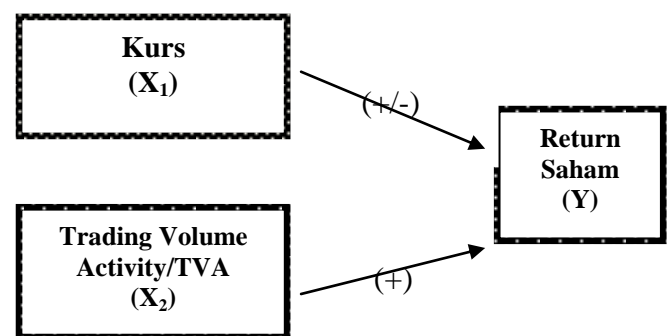 Kurs
(X₁)
(+/-)
Return
Saham
(Y)
Trading Volume
Activity/TVA
(X₂)
(+)